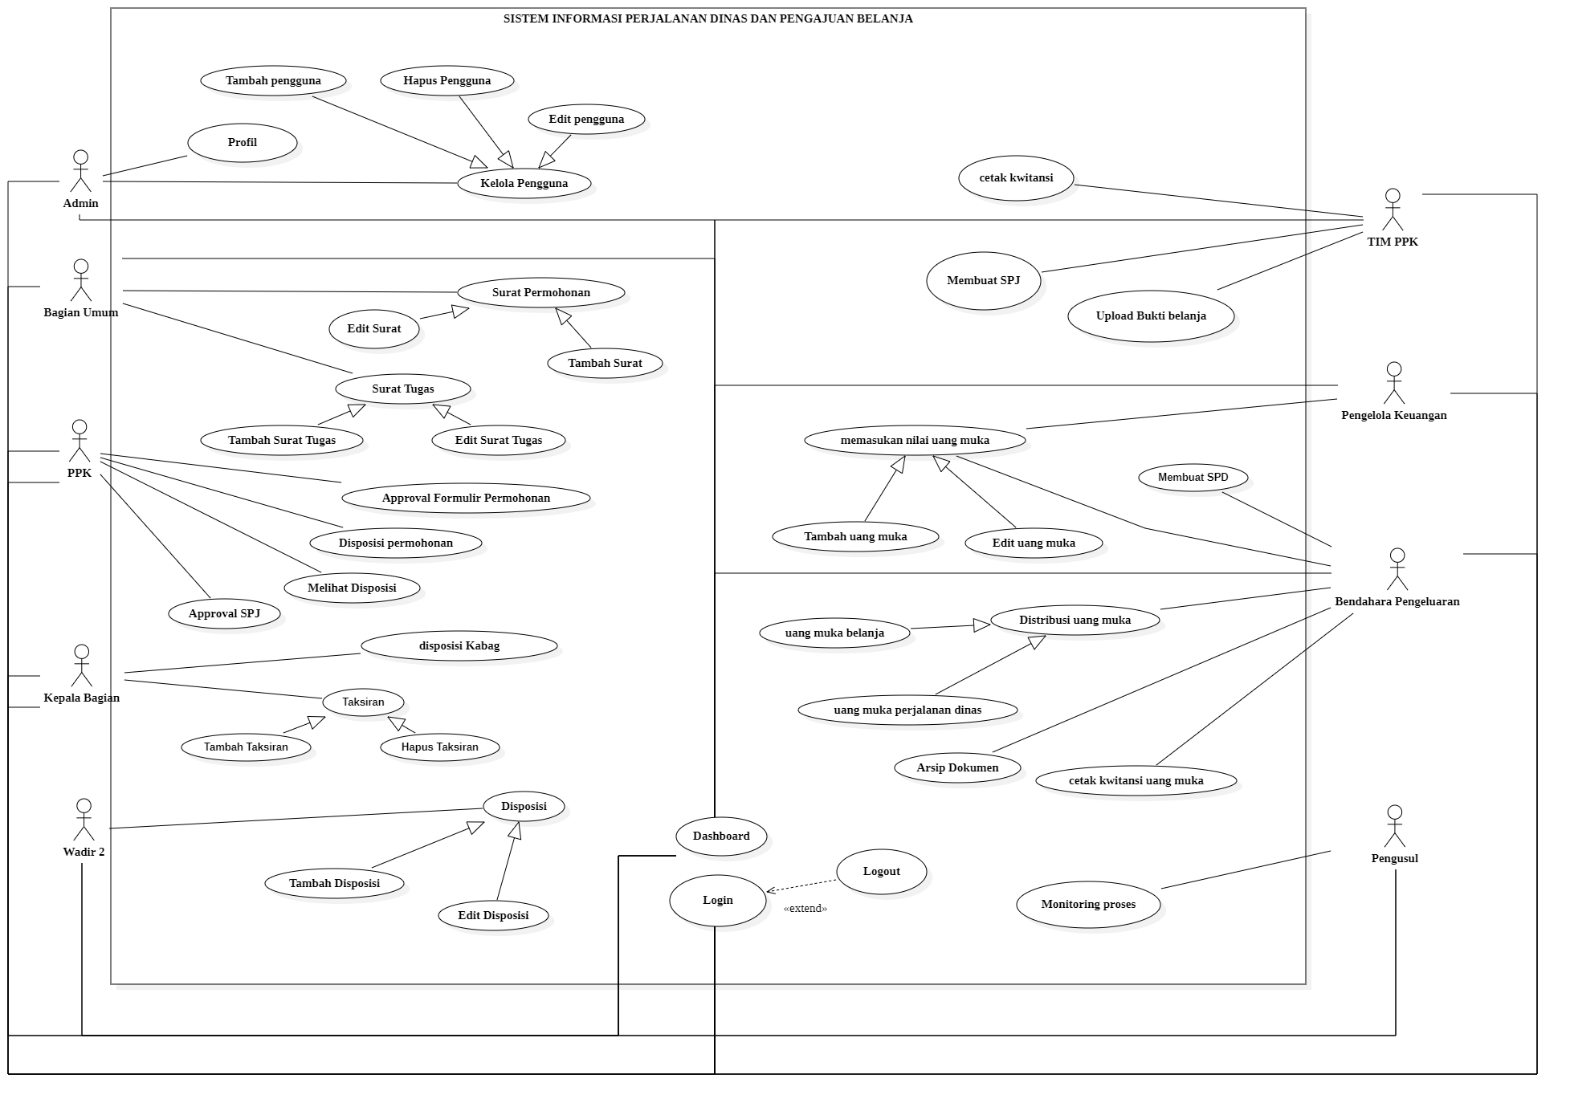 SISTEM INFORMASI PERJALANAN DINAS DAN PENGAJUAN BELANJA
Tambah pengguna
Hapus Pengguna
Edit pengguna
Profil
Kelola Pengguna
Admin
cetak kwitansi
TIM PPK
Membuat SPJ
Upload Bukti belanja
Bagian Umum
Surat Permohonan
Edit Surat
Tambah Surat
Surat Tugas
Tambah Surat Tugas
Edit Surat Tugas
Pengelola Keuangan
memasukan nilai uang muka
Membuat SPD
PPK
Approval Formulir Permohonan
Disposisi permohonan
Melihat Disposisi
Approval SPJ
Tambah uang muka
Edit uang muka
Bendahara Pengeluaran
Distribusi uang muka
uang muka belanja
uang muka perjalanan dinas
Arsip Dokumen
cetak kwitansi uang muka
Kepala Bagian
disposisi Kabag
Taksiran
Tambah Taksiran
Hapus Taksiran
Wadir 2
Disposisi
Tambah Disposisi
Edit Disposisi
Dashboard
Login
Logout
«extend»
Pengusul
Monitoring proses